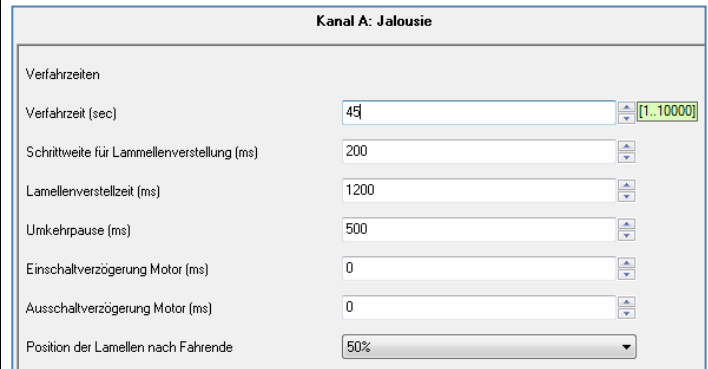 Kanal A: Jalousie
Verfahrzeiten
Verfahrzeit (sec) 45 [1..10000]
Schrittweite für Lammellenverstellung (ms) 200
Lamellenverstellzeit (ms) 1200
Umkehrpause (ms) 500
Einschaltverzögerung Motor (ms) 0
Ausschaltverzögerung Motor (ms) 0
Position der Lamellen nach Fahrende 50%